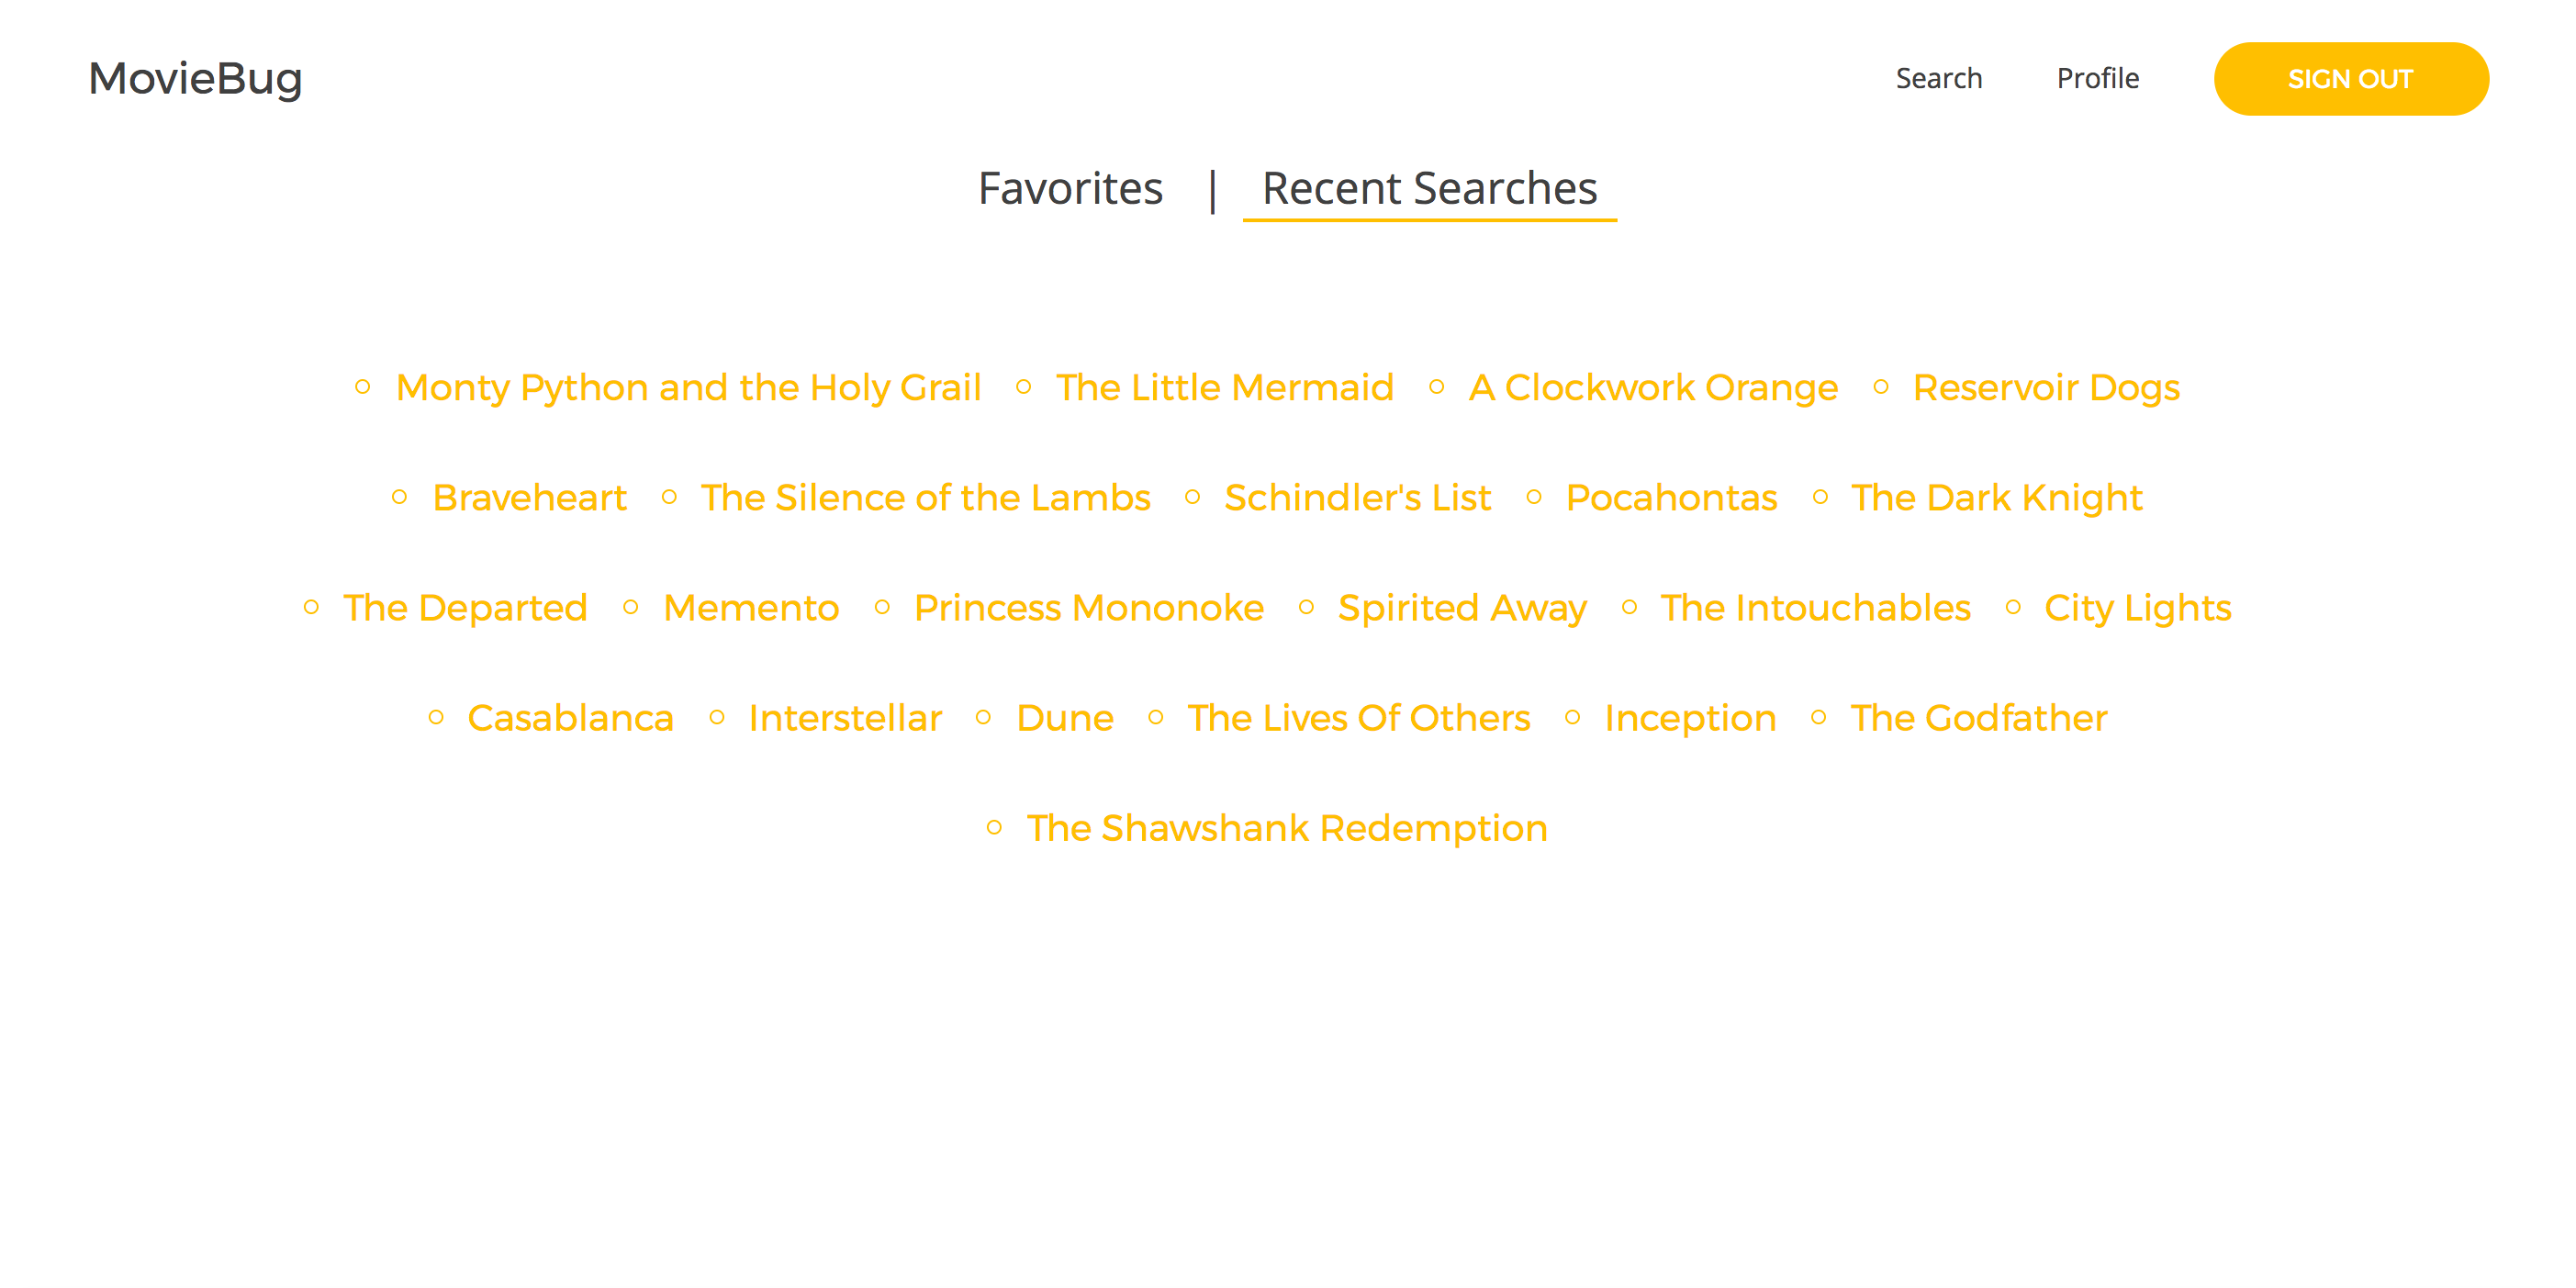 MovieBug Search Profile SIGN OUT
Favorites | Recent Searches
Monty Python and the Holy Grail The Little Mermaid A Clockwork Orange Reservoir Dogs
Braveheart The Silence of the Lambs Schindler's List Pocahontas The Dark Knight
The Departed Memento Princess Mononoke Spirited Away The Intouchables City Lights
Casablanca Interstellar Dune The Lives Of Others Inception The Godfather
The Shawshank Redemption